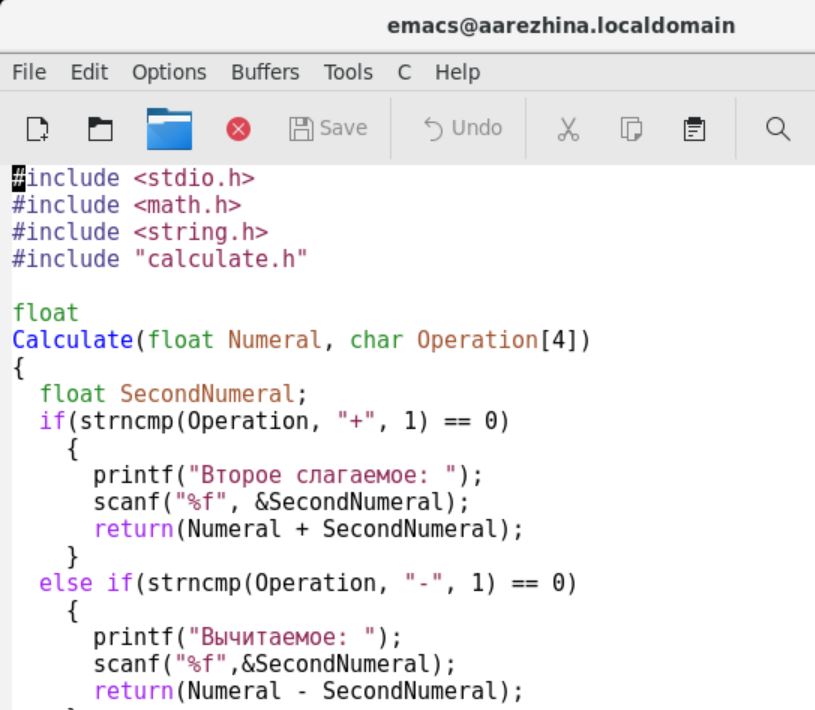 emacs@aarezhina.localdomain
File Edit Options Buffers Tools C Help
Save Undo
#include <stdio.h>
#include <math.h>
#include <string.h>
#include "calculate.h"
float
Calculate(float Numeral, char Operation[4])
{
  float SecondNumeral;
  if(strncmp(Operation, "+", 1) == 0)
    {
      printf("Второе слагаемое: ");
      scanf("%f", &SecondNumeral);
      return(Numeral + SecondNumeral);
    }
  else if(strncmp(Operation, "-", 1) == 0)
    {
      printf("Вычитаемое: ");
      scanf("%f",&SecondNumeral);
      return(Numeral - SecondNumeral);
    }